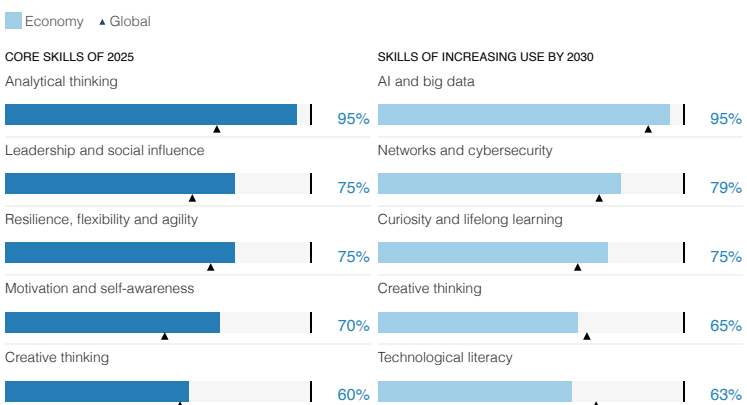 Economy Global
CORE SKILLS OF 2025
Analytical thinking
95%
Leadership and social influence
75%
Resilience, flexibility and agility
75%
Motivation and self-awareness
70%
Creative thinking
60%
SKILLS OF INCREASING USE BY 2030
AI and big data
95%
Networks and cybersecurity
79%
Curiosity and lifelong learning
75%
Creative thinking
65%
Technological literacy
63%